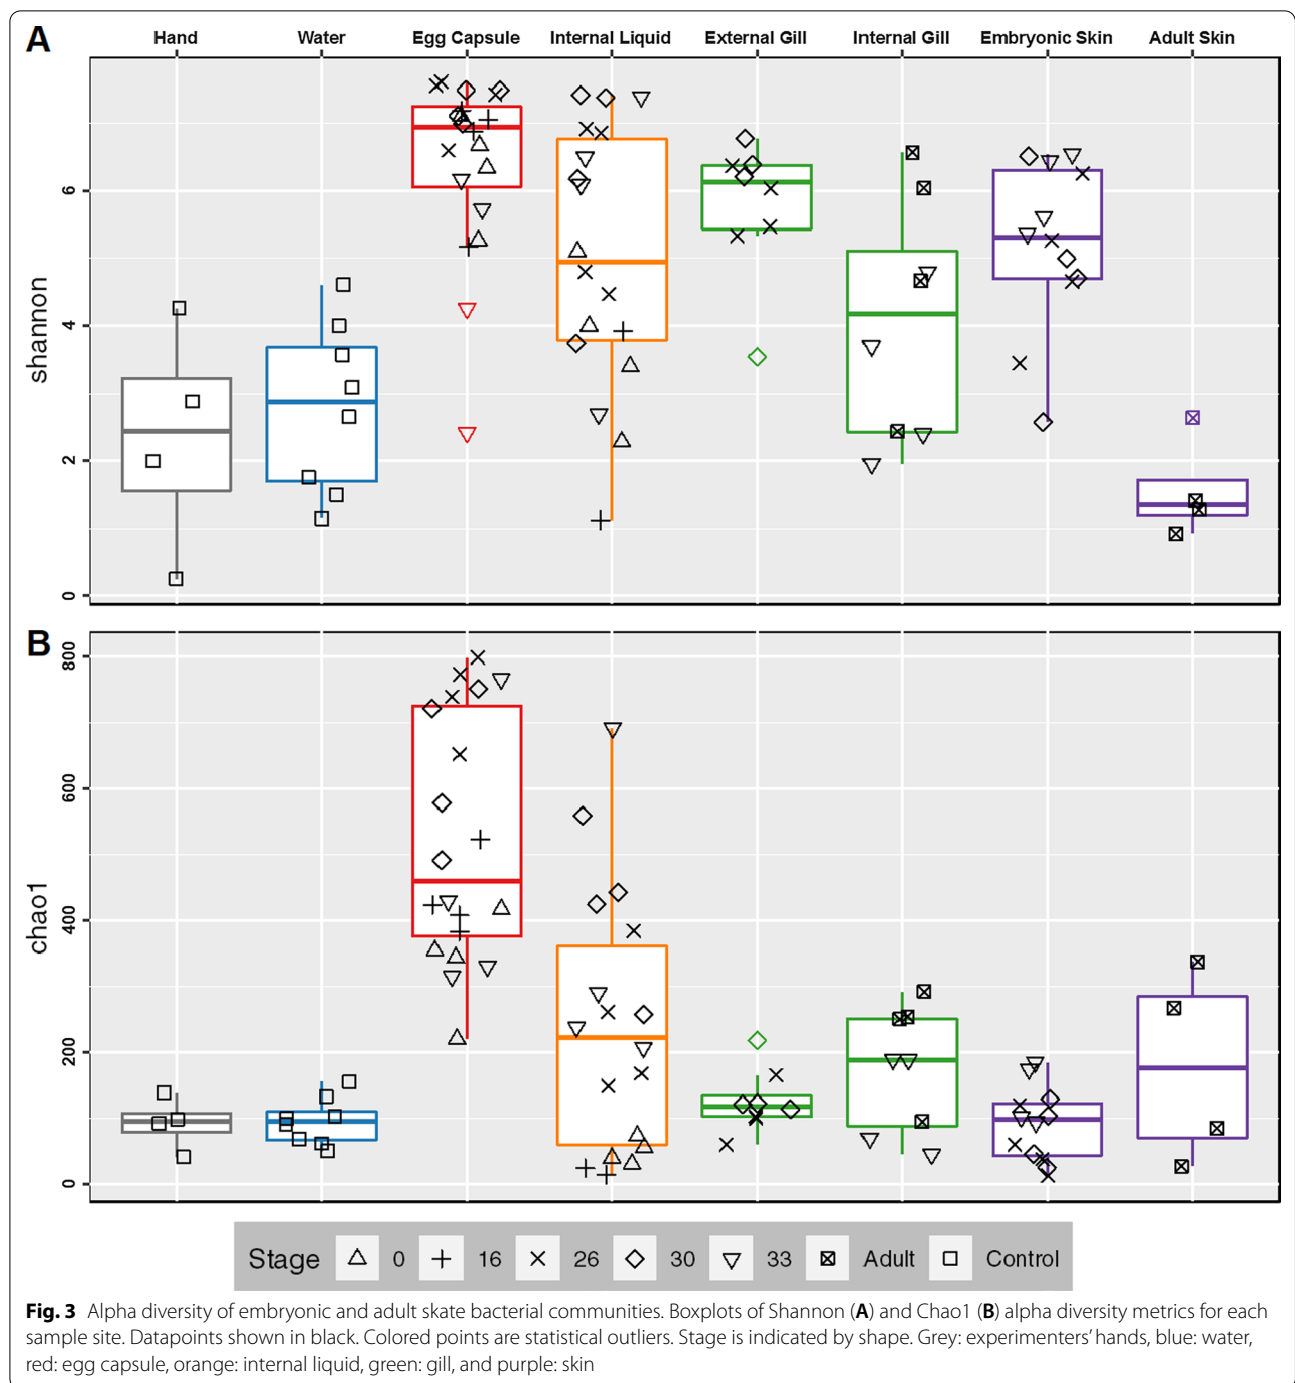 A
Hand Water Egg Capsule Internal Liquid External Gill Internal Gill Embryonic Skin Adult Skin
shannon
6
4
2
0
B
chao1
800
600
400
200
0
Stage 0 16 26 30 33 Adult Control
Fig. 3 Alpha diversity of embryonic and adult skate bacterial communities. Boxplots of Shannon (A) and Chao1 (B) alpha diversity metrics for each
sample site. Datapoints shown in black. Colored points are statistical outliers. Stage is indicated by shape. Grey: experimenters' hands, blue: water,
red: egg capsule, orange: internal liquid, green: gill, and purple: skin